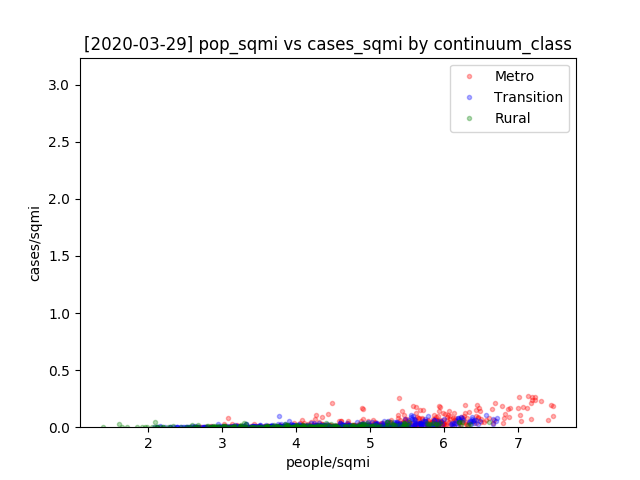 [2020-03-29] pop_sqmi vs cases_sqmi by continuum_class
3.0
2.5
2.0
1.5
1.0
0.5
0.0
cases/sqmi
Metro
Transition
Rural
2 3 4 5 6 7
people/sqmi